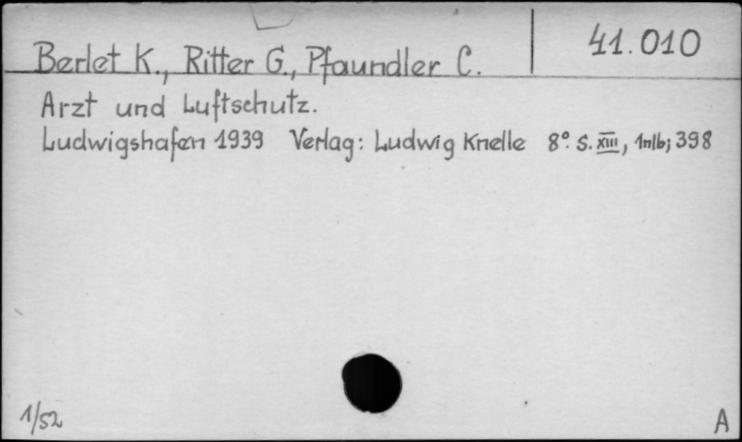 Berlet K., Ritter G., Pfaundler C.
41.010
Arzt und Luftschutz.
Ludwigshafen 1939 Verlag: Ludwig Knelle 8° S. XIII, 1nlb; 398
1/52
A